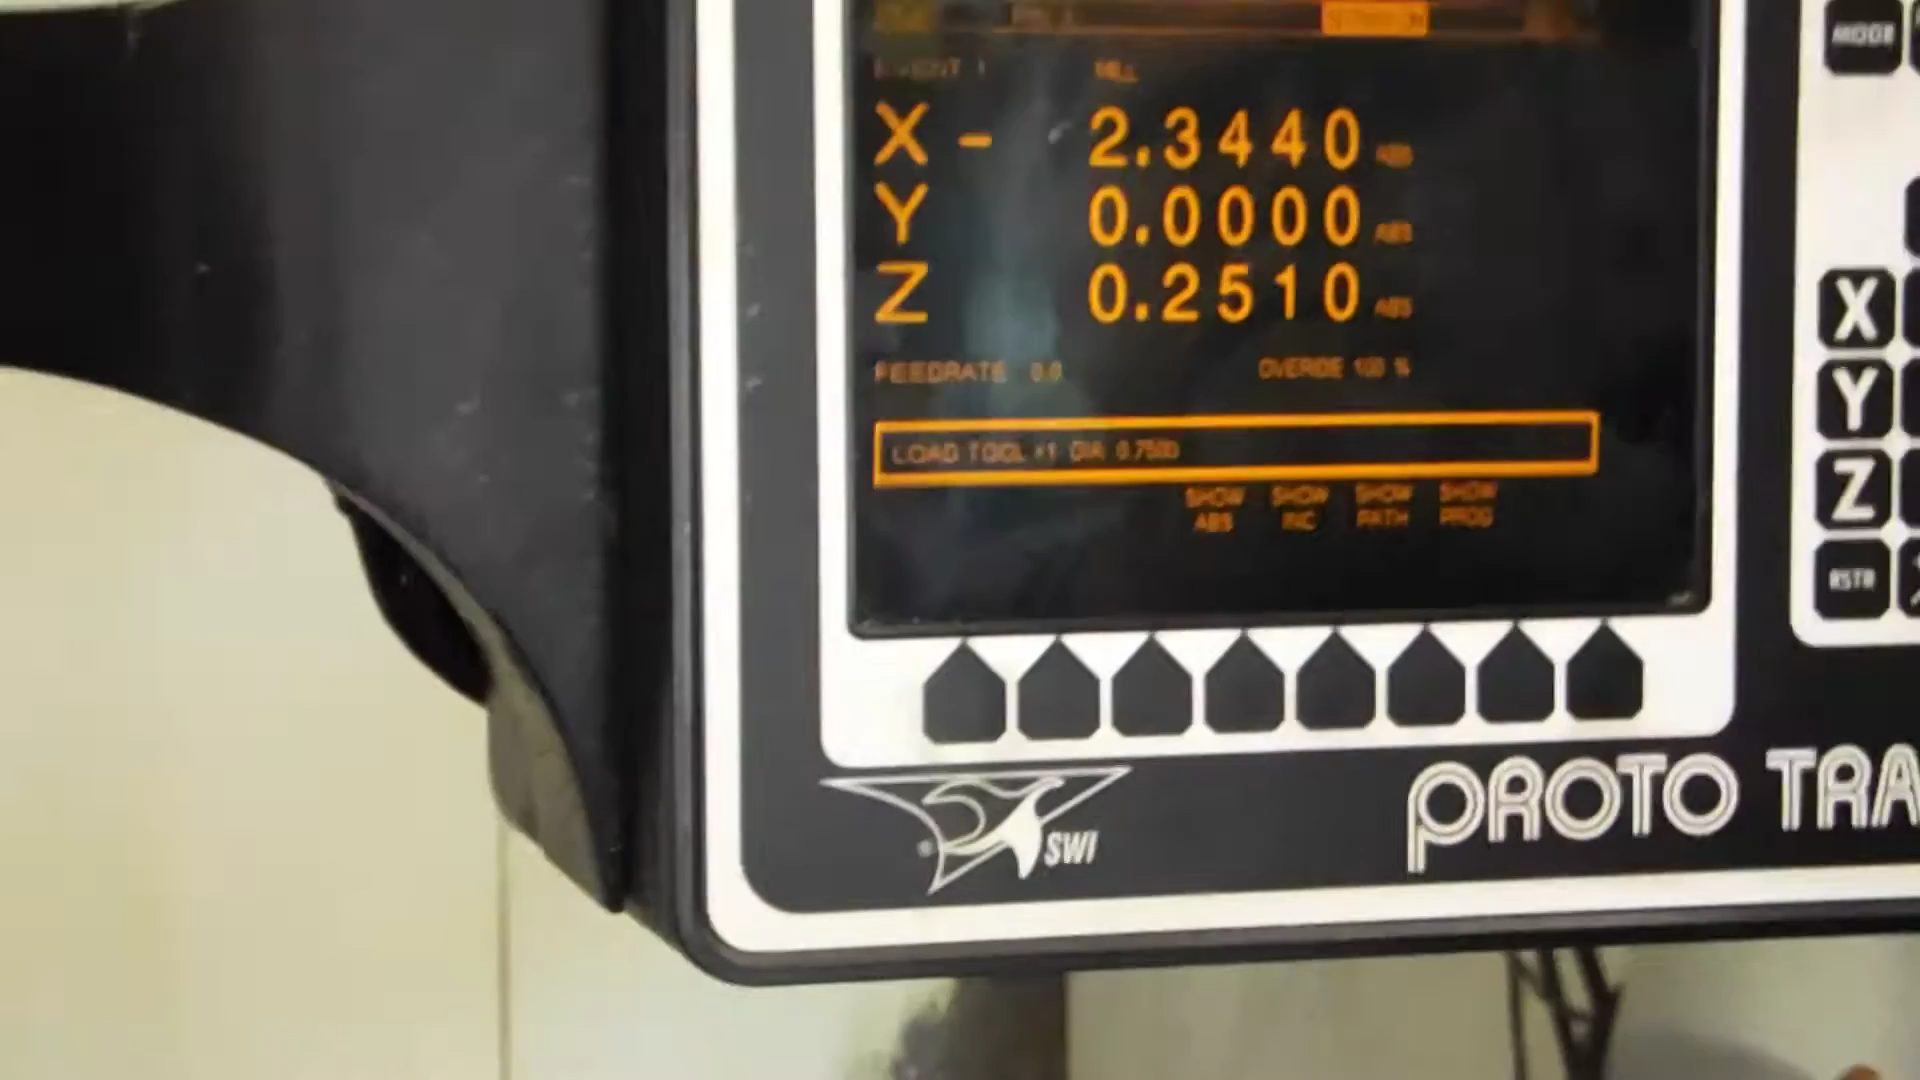 MODE
EVENT 1 MILL
X - 2.3440 ABS
Y 0.0000 ABS
Z 0.2510 ABS
FEEDRATE 0.0 OVERIDE 100 %
LOAD TOOL #1 DIA 0.7500
SHOW ABS
SHOW INC
SHOW PATH
SHOW PROG
X
Y
Z
RSTR
SWI
PROTO TRA